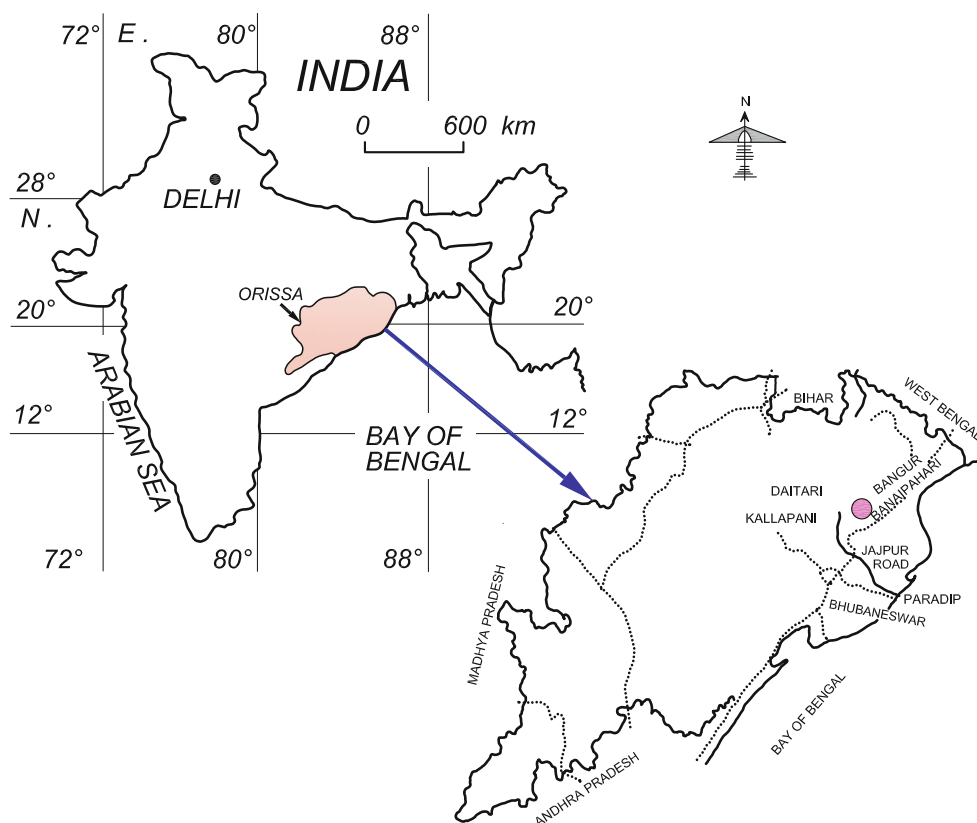 72° E. 80° 88°
INDIA
N
0 600 km
28°
DELHI
N.
ORISSA
20° 20°
ARABIAN SEA
12° 12°
BAY OF
BENGAL
72° 80° 88°
BIHAR
WEST BENGAL
BANGUR
BANAIPAHARI
DAITARI
KALLAPANI
JAJPUR
ROAD
PARADIP
BHUBANESWAR
MADHYA PRADESH
BAY OF BENGAL
ANDHRA PRADESH